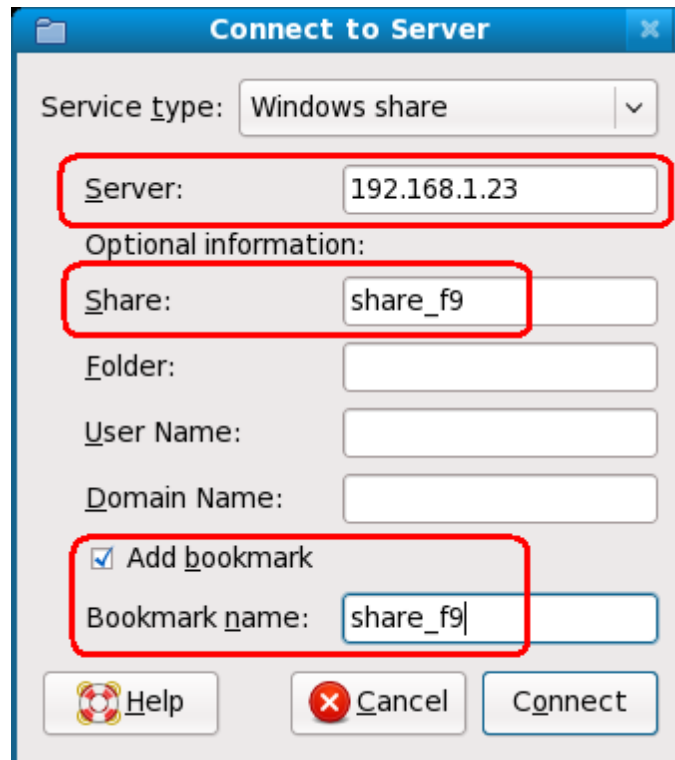 Connect to Server
Service type: Windows share
Server: 192.168.1.23
Optional information:
Share: share_f9
Folder:
User Name:
Domain Name:
Add bookmark
Bookmark name: share_f9
Help Cancel Connect